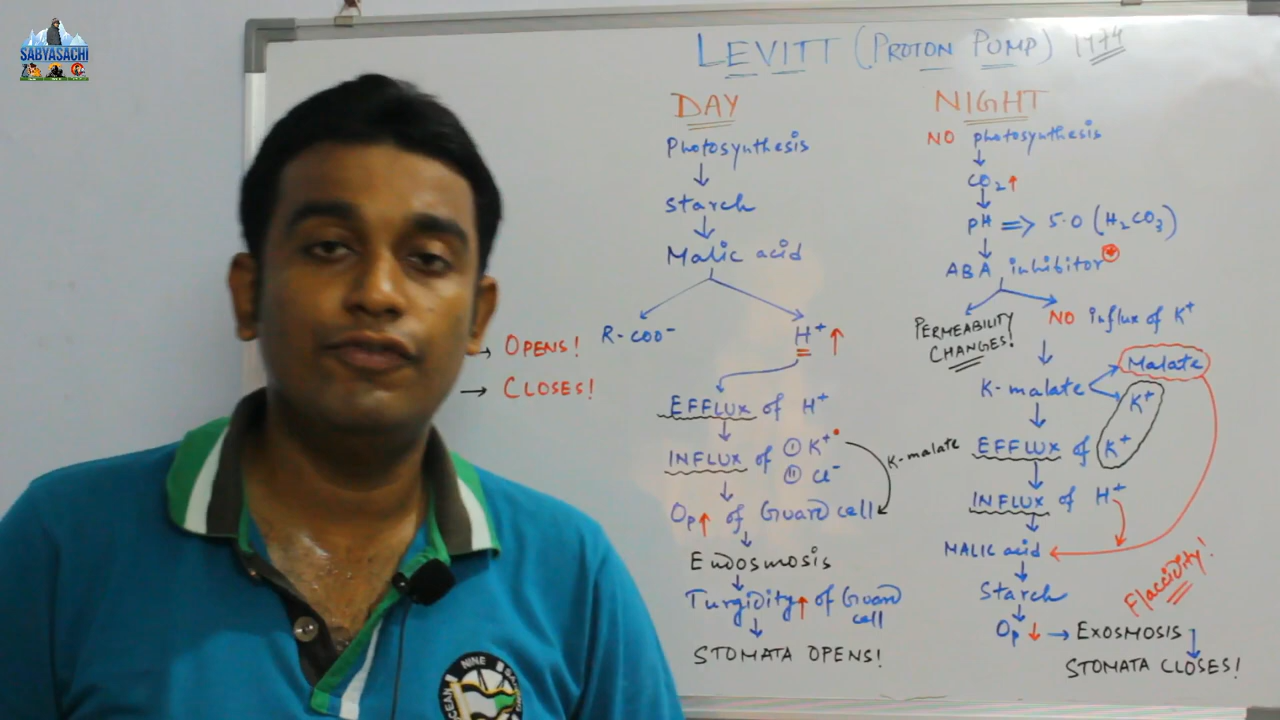 SABYASACHI
LEVITT (PROTON PUMP) 1974
→ OPENS!
→ CLOSES!
DAY
Photosynthesis
↓
Starch
↓
Malic acid
R-COO⁻ H⁺ ↑
EFFLUX of H⁺
↓
INFLUX of ① K⁺
② Cl⁻
K-malate
↓
Op↑ of Guard cell
↓
Endosmosis
↓
Turgidity↑ of Guard
cell
↓
STOMATA OPENS!
NIGHT
NO photosynthesis
↓
CO₂↑
↓
pH ⇒ 5.0 (H₂CO₃)
↓
ABA inhibitor
PERMEABILITY
CHANGES!
NO influx of K⁺
↓
K-malate
Malate
K⁺
↓
EFFLUX of K⁺
↓
INFLUX of H⁺
↓
MALIC acid
↓
Starch
↓
Op ↓ → EXOSMOSIS
Flaccidity!
STOMATA CLOSES!
NINE
OCEAN